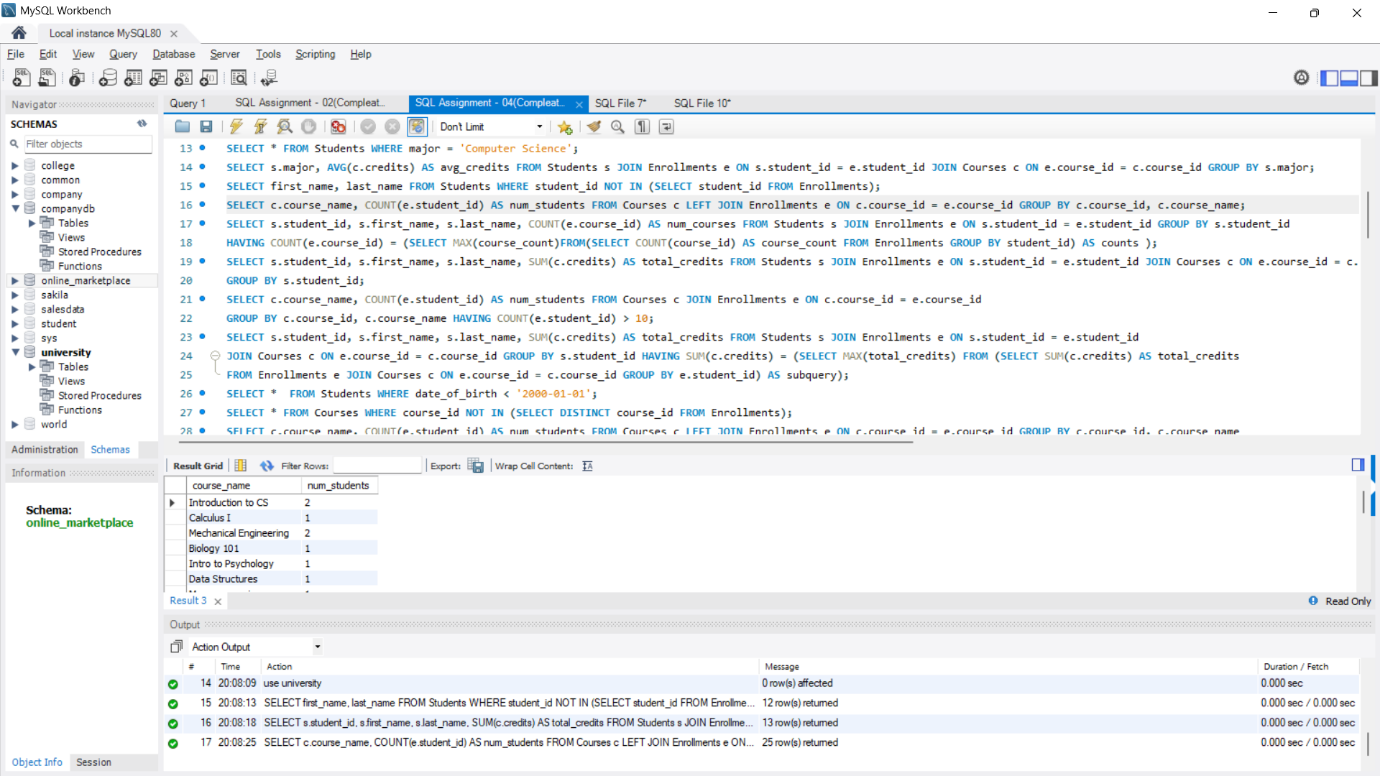 MySQL Workbench
Local instance MySQL80
File Edit View Query Database Server Tools Scripting Help
Navigator
SCHEMAS
Filter objects
college
common
company
companydb
Tables
Views
Stored Procedures
Functions
online_marketplace
sakila
salesdata
student
sys
university
Tables
Views
Stored Procedures
Functions
world
Administration Schemas
Information
Schema:
online_marketplace
Object Info Session
Query 1 SQL Assignment - 02(Compleat... SQL Assignment - 04(Compleat... SQL File 7* SQL File 10*
Don't Limit
13 SELECT * FROM Students WHERE major = 'Computer Science';
14 SELECT s.major, AVG(c.credits) AS avg_credits FROM Students s JOIN Enrollments e ON s.student_id = e.student_id JOIN Courses c ON e.course_id = c.course_id GROUP BY s.major;
15 SELECT first_name, last_name FROM Students WHERE student_id NOT IN (SELECT student_id FROM Enrollments);
16 SELECT c.course_name, COUNT(e.student_id) AS num_students FROM Courses c LEFT JOIN Enrollments e ON c.course_id = e.course_id GROUP BY c.course_id, c.course_name;
17 SELECT s.student_id, s.first_name, s.last_name, COUNT(e.course_id) AS num_courses FROM Students s JOIN Enrollments e ON s.student_id = e.student_id GROUP BY s.student_id
18 HAVING COUNT(e.course_id) = (SELECT MAX(course_count)FROM(SELECT COUNT(course_id) AS course_count FROM Enrollments GROUP BY student_id) AS counts );
19 SELECT s.student_id, s.first_name, s.last_name, SUM(c.credits) AS total_credits FROM Students s JOIN Enrollments e ON s.student_id = e.student_id JOIN Courses c ON e.course_id = c.
20 GROUP BY s.student_id;
21 SELECT c.course_name, COUNT(e.student_id) AS num_students FROM Courses c JOIN Enrollments e ON c.course_id = e.course_id
22 GROUP BY c.course_id, c.course_name HAVING COUNT(e.student_id) > 10;
23 SELECT s.student_id, s.first_name, s.last_name, SUM(c.credits) AS total_credits FROM Students s JOIN Enrollments e ON s.student_id = e.student_id
24 JOIN Courses c ON e.course_id = c.course_id GROUP BY s.student_id HAVING SUM(c.credits) = (SELECT MAX(total_credits) FROM (SELECT SUM(c.credits) AS total_credits
25 FROM Enrollments e JOIN Courses c ON e.course_id = c.course_id GROUP BY e.student_id) AS subquery);
26 SELECT * FROM Students WHERE date_of_birth < '2000-01-01';
27 SELECT * FROM Courses WHERE course_id NOT IN (SELECT DISTINCT course_id FROM Enrollments);
28 SELECT c.course_name, COUNT(e.student_id) AS num_students FROM Courses c LEFT JOIN Enrollments e ON c.course_id = e.course_id GROUP BY c.course_id, c.course_name
Result Grid Filter Rows: Export: Wrap Cell Content:
course_name num_students
Introduction to CS 2
Calculus I 1
Mechanical Engineering 2
Biology 101 1
Intro to Psychology 1
Data Structures 1
Result 3 Read Only
Output
Action Output
# Time Action Message Duration / Fetch
14 20:08:09 use university 0 row(s) affected 0.000 sec
15 20:08:13 SELECT first_name, last_name FROM Students WHERE student_id NOT IN (SELECT student_id FROM Enrollme... 12 row(s) returned 0.000 sec / 0.000 sec
16 20:08:18 SELECT s.student_id, s.first_name, s.last_name, SUM(c.credits) AS total_credits FROM Students s JOIN Enrollme... 13 row(s) returned 0.000 sec / 0.000 sec
17 20:08:25 SELECT c.course_name, COUNT(e.student_id) AS num_students FROM Courses c LEFT JOIN Enrollments e ON... 25 row(s) returned 0.000 sec / 0.000 sec